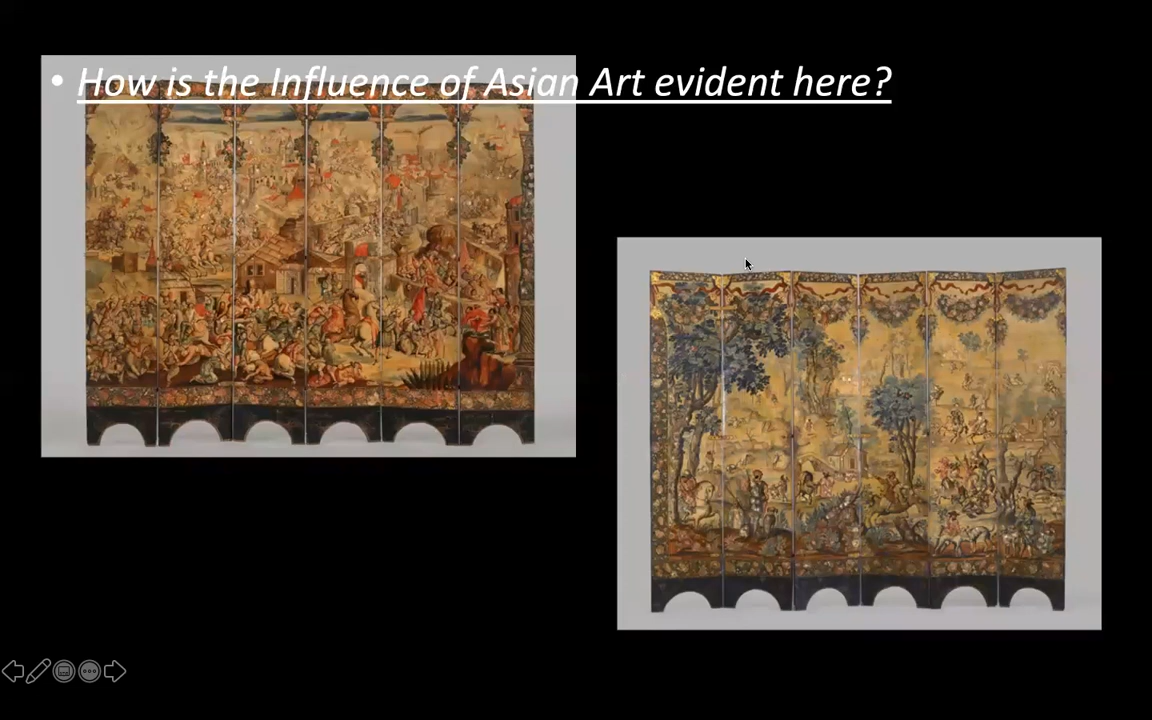 • How is the Influence of Asian Art evident here?